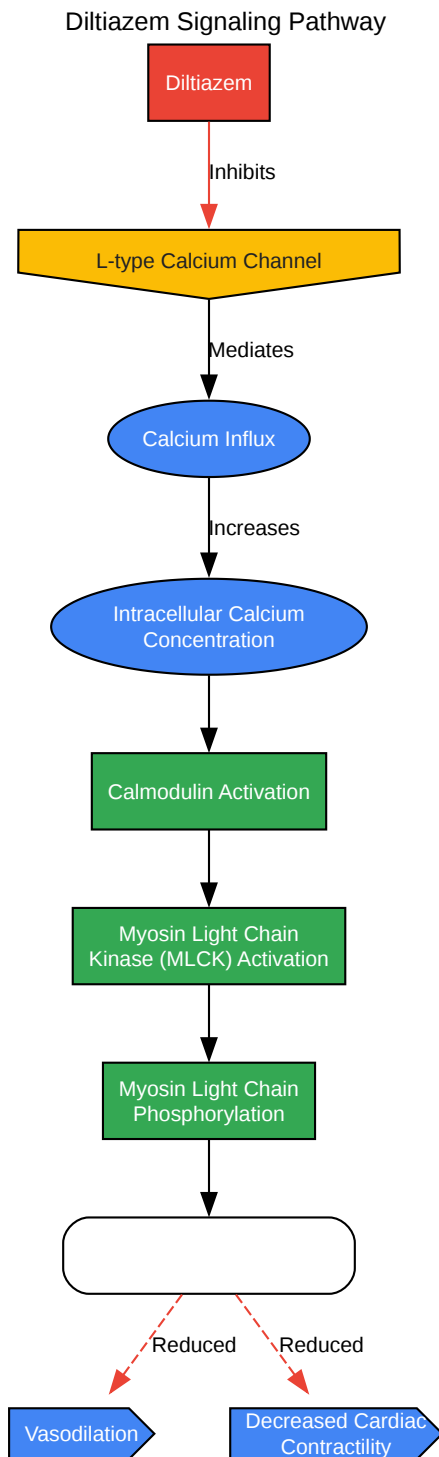 Diltiazem Signaling Pathway
Diltiazem
Inhibits
L-type Calcium Channel
Mediates
Calcium Influx
Increases
Intracellular Calcium
Concentration
Calmodulin Activation
Myosin Light Chain
Kinase (MLCK) Activation
Myosin Light Chain
Phosphorylation
Reduced
Reduced
Vasodilation
Decreased Cardiac
Contractility